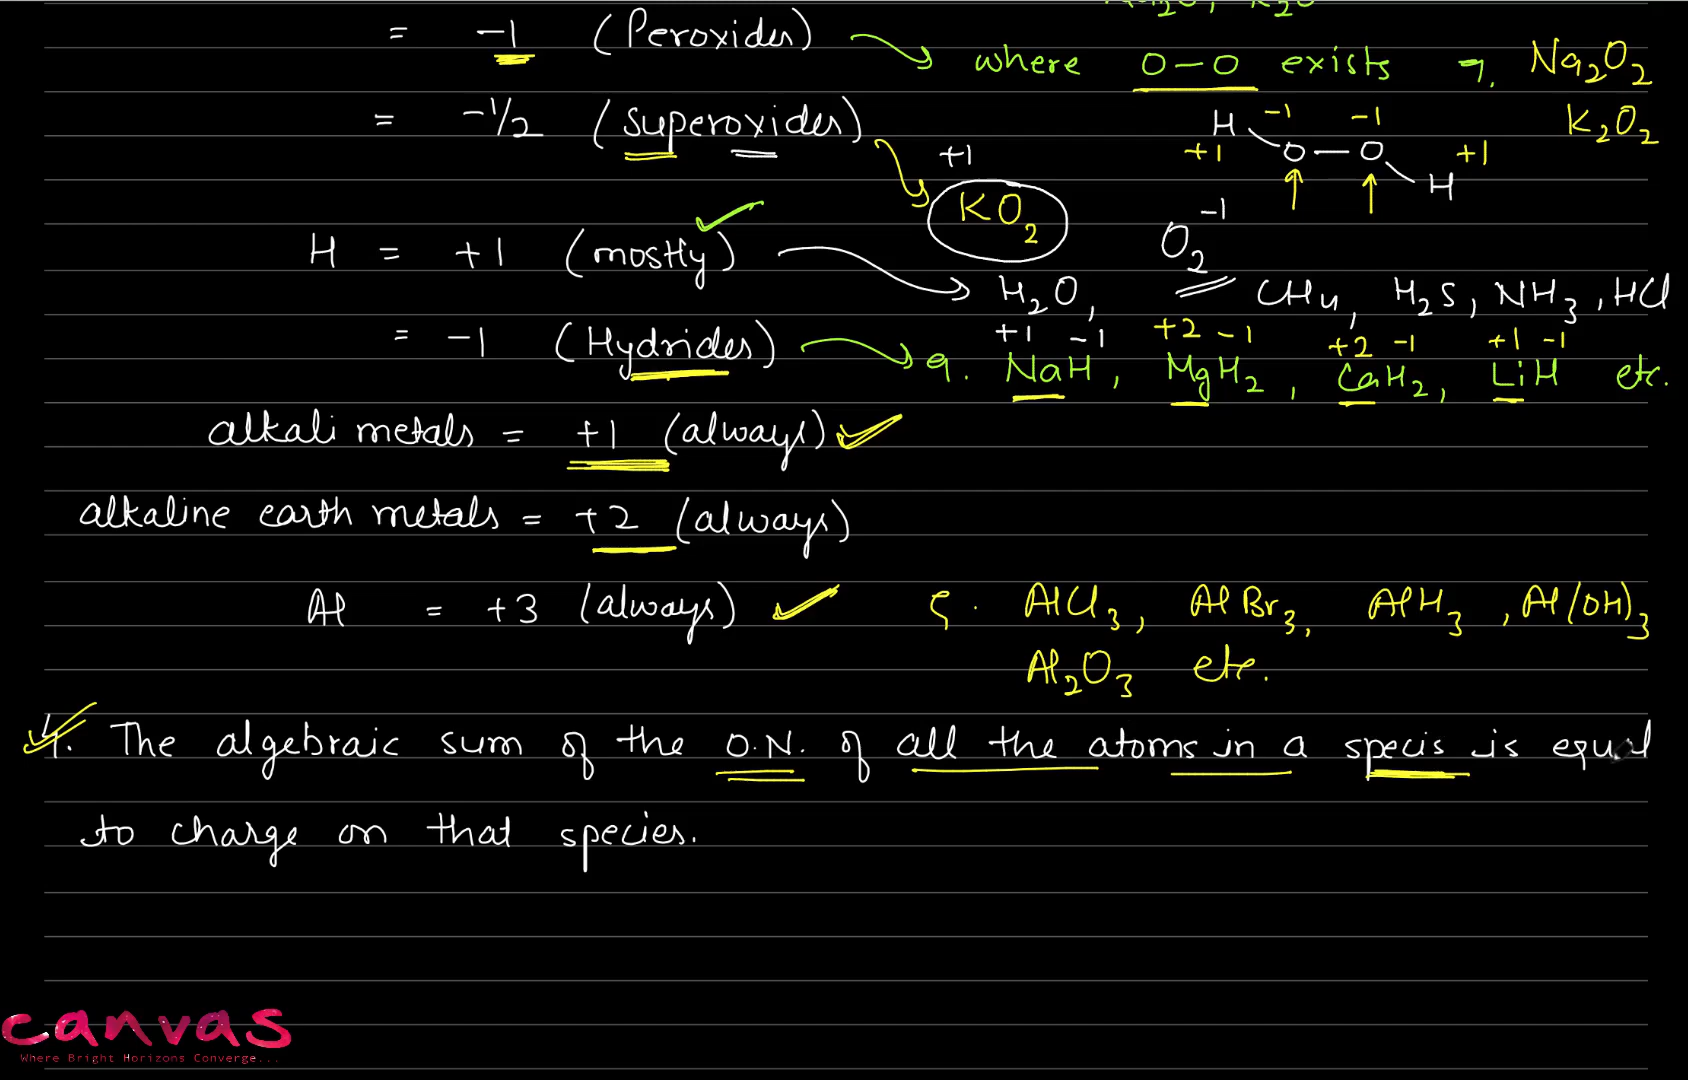 = -1 (Peroxides) where O-O exists eg. Na₂O₂
= -1/2 (Superoxides) K₂O₂
H -1 -1
+1 O-O +1
H
+1
KO₂ O₂⁻¹
H = +1 (mostly) H₂O, CH₄, H₂S, NH₃, HCl
+1 -1 +2 -1 +2 -1 +1 -1
= -1 (Hydrides) eg. NaH, MgH₂, CaH₂, LiH etc.
alkali metals = +1 (always)
alkaline earth metals = +2 (always)
Al = +3 (always) AlCl₃, AlBr₃, AlH₃, Al(OH)₃
Al₂O₃ etc.
4. The algebraic sum of the O.N. of all the atoms in a specis is equal
to charge on that species.
canvas
Where Bright Horizons Converge...